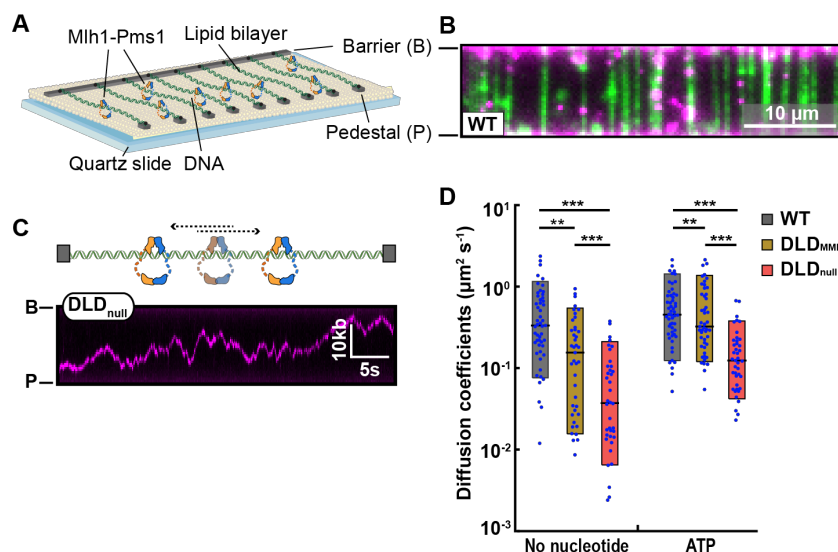 A
Mlh1-Pms1
Lipid bilayer
Barrier (B)
Pedestal (P)
Quartz slide
DNA
B
WT
10 µm
C
B
DLDnull
10kb
5s
P
D
Diffusion coefficients (µm² s⁻¹)
10¹
10⁰
10⁻¹
10⁻²
10⁻³
***
**
***
***
**
***
No nucleotide
ATP
WT
DLDnull